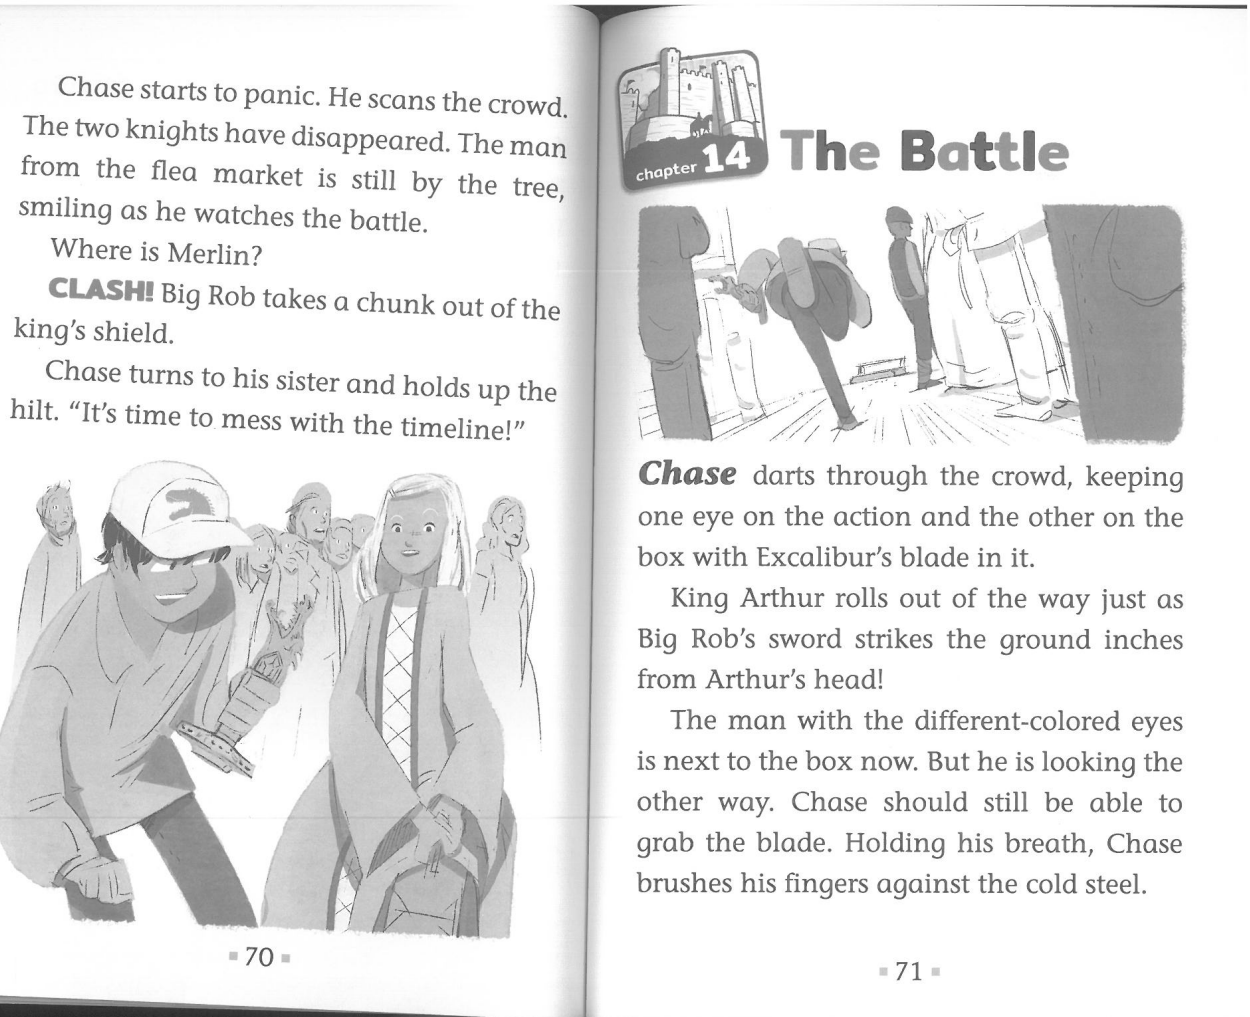 Chase starts to panic. He scans the crowd.
The two knights have disappeared. The man
from the flea market is still by the tree,
smiling as he watches the battle.
Where is Merlin?
CLASH! Big Rob takes a chunk out of the
king’s shield.
Chase turns to his sister and holds up the
hilt. “It’s time to mess with the timeline!”
70
chapter 14
The Battle
Chase darts through the crowd, keeping
one eye on the action and the other on the
box with Excalibur’s blade in it.
King Arthur rolls out of the way just as
Big Rob’s sword strikes the ground inches
from Arthur’s head!
The man with the different-colored eyes
is next to the box now. But he is looking the
other way. Chase should still be able to
grab the blade. Holding his breath, Chase
brushes his fingers against the cold steel.
71